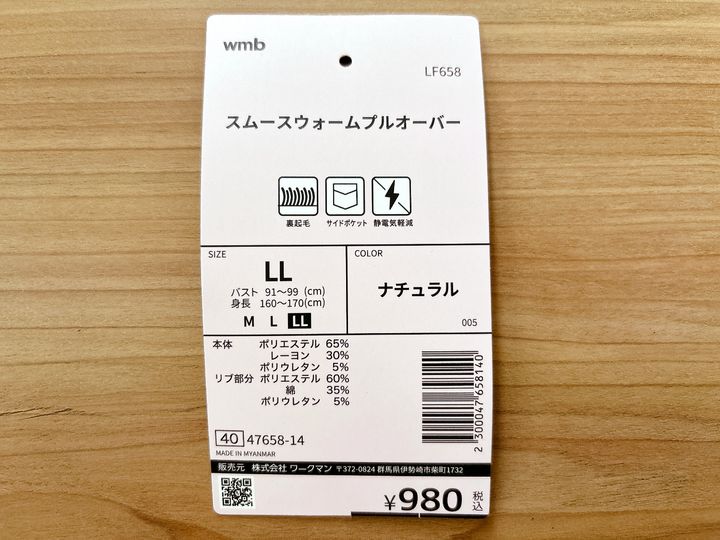 wmb
LF658
スムースウォームプルオーバー
裏起毛 サイドポケット 静電気軽減
SIZE
LL
バスト 91〜99 (cm)
身長 160〜170(cm)
M L LL
COLOR
ナチュラル
005
本体 ポリエステル 65%
レーヨン 30%
ポリウレタン 5%
リブ部分 ポリエステル 60%
綿 35%
ポリウレタン 5%
2 300047 658140
40 47658-14
MADE IN MYANMAR
販売元 株式会社 ワークマン 〒372-0824 群馬県伊勢崎市柴町1732
¥980 税込